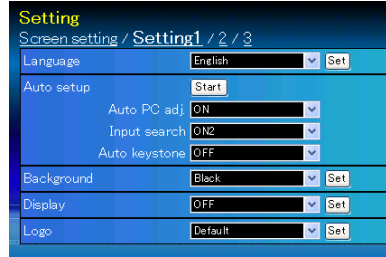 Setting
Screen setting / Setting1 / 2 / 3
Language English Set
Auto setup Start
Auto PC adj. ON
Input search ON2
Auto keystone OFF
Background Black Set
Display OFF Set
Logo Default Set